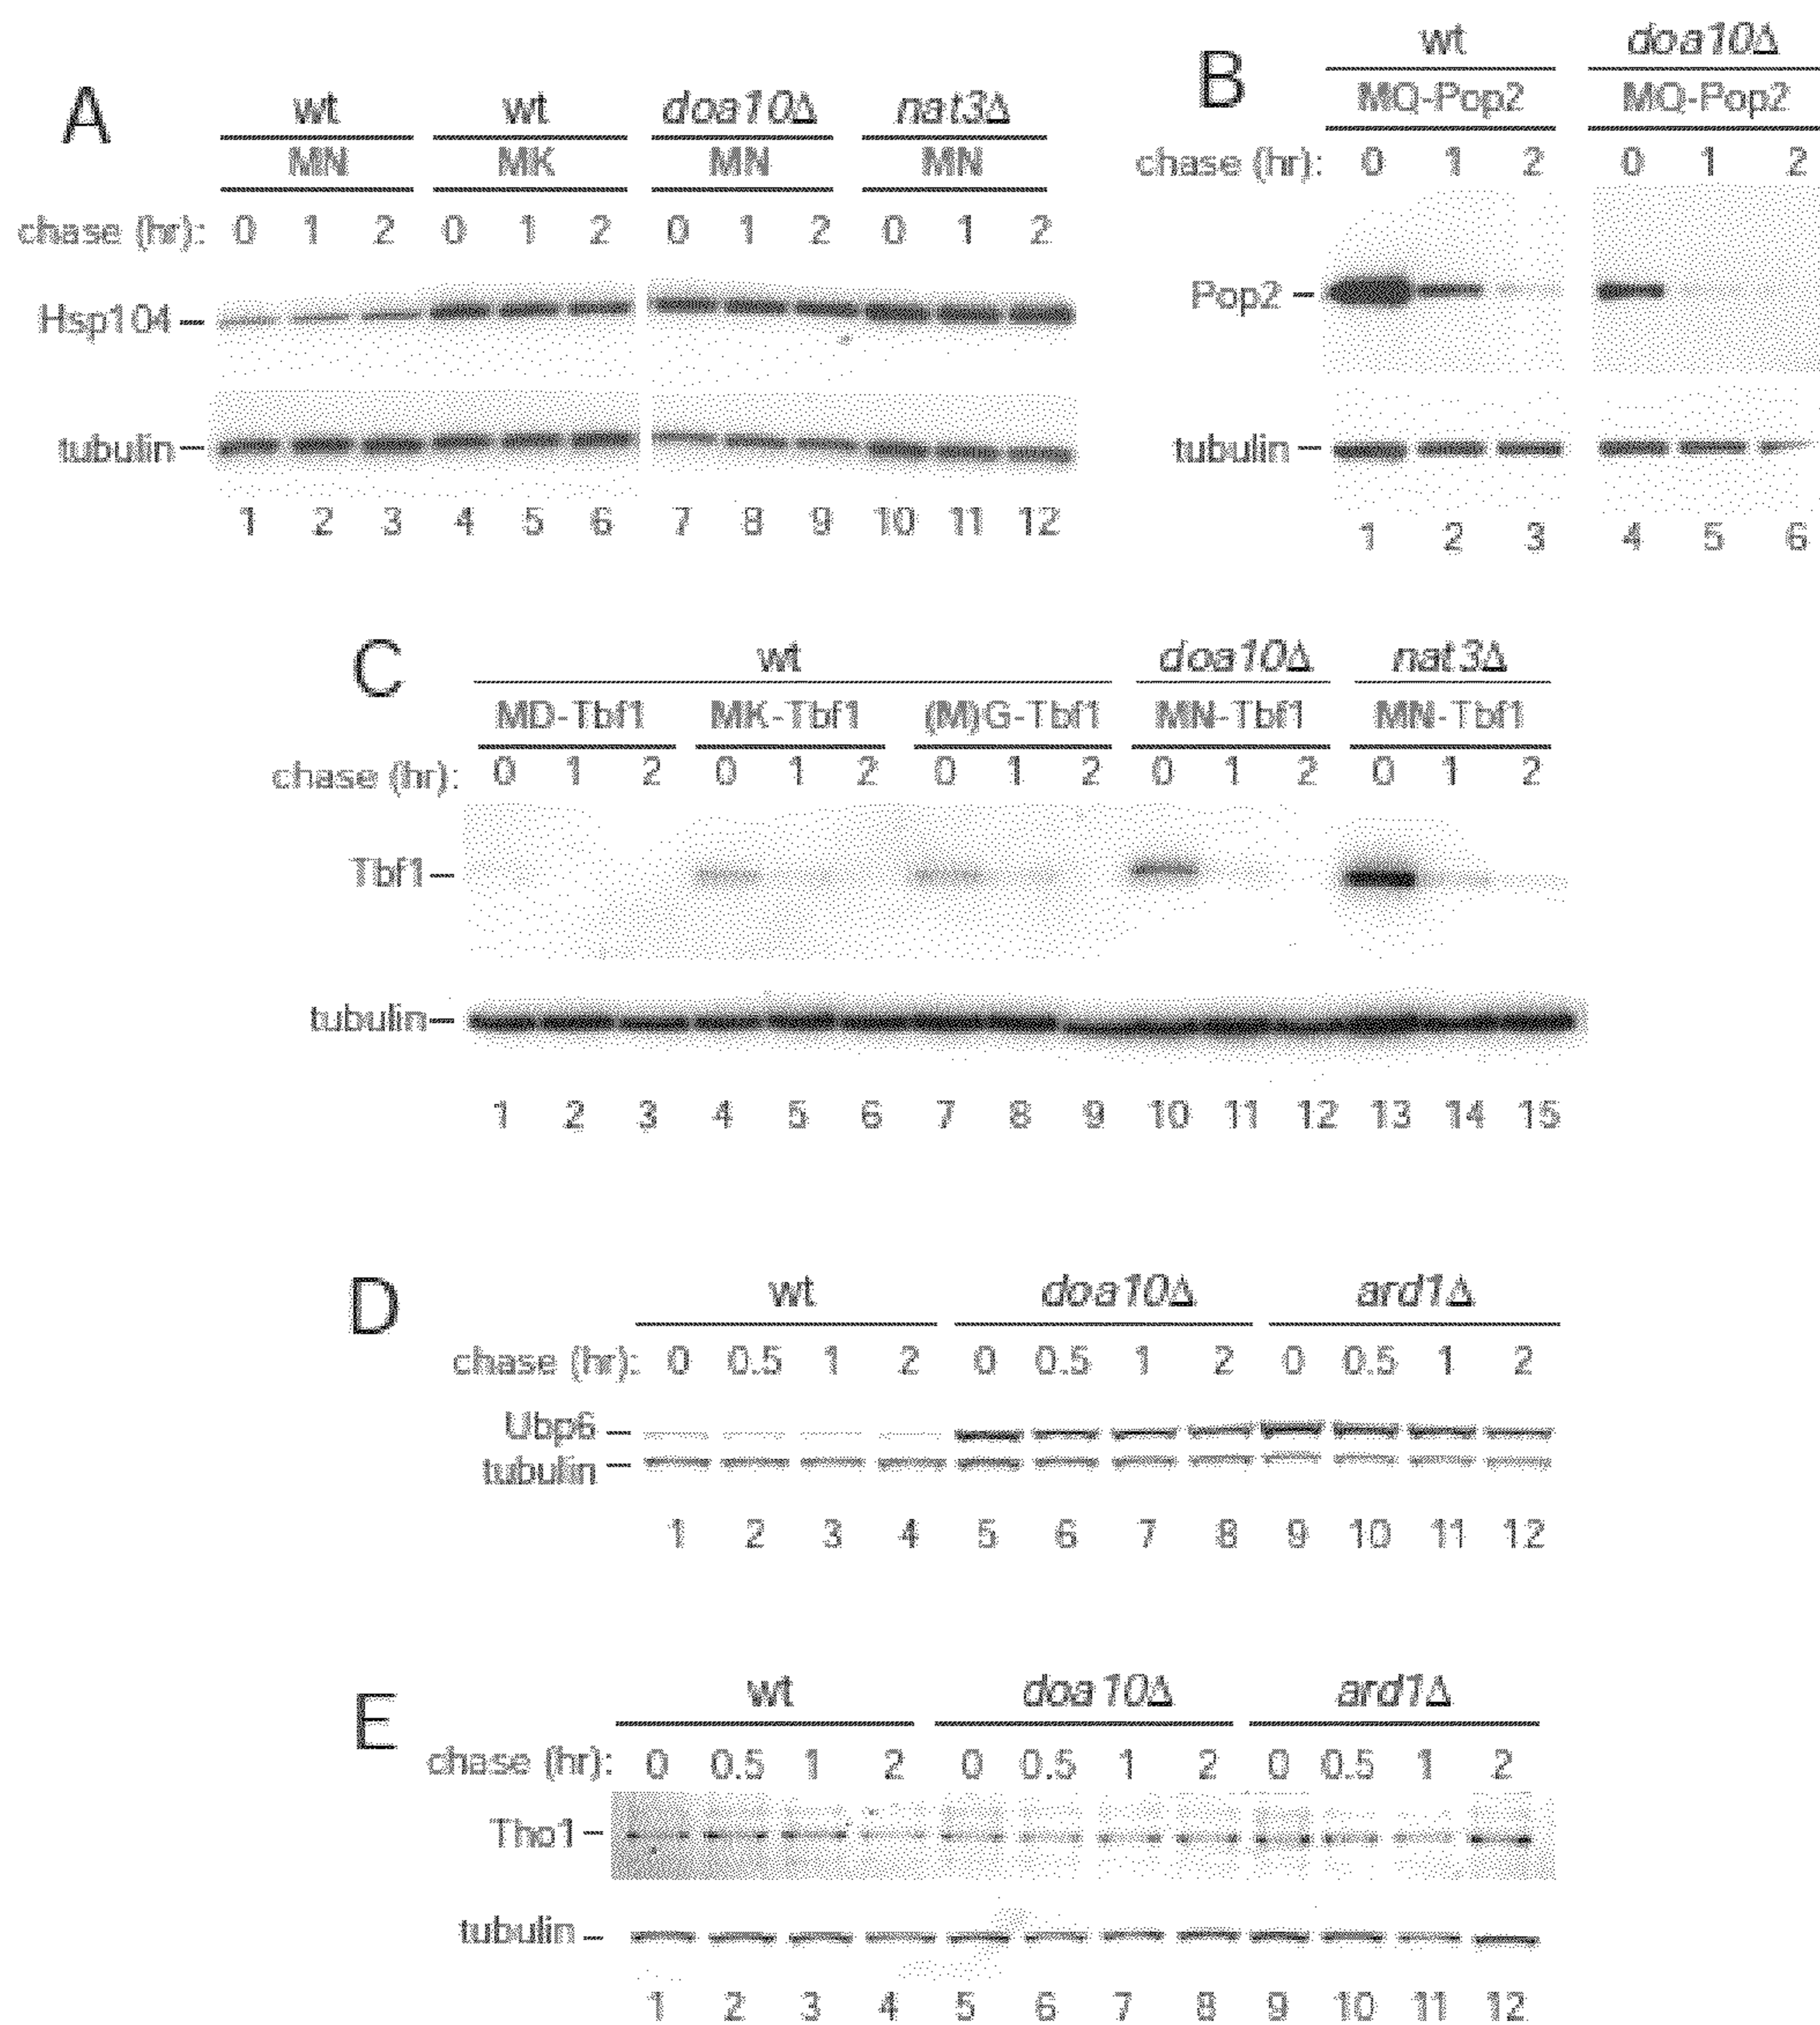 A
wt wt doa10Δ nat3Δ
MN MK MN MN
chase (hr): 0 1 2 0 1 2 0 1 2 0 1 2
Hsp104
tubulin
1 2 3 4 5 6 7 8 9 10 11 12
B
wt doa10Δ
MQ-Pop2 MQ-Pop2
chase (hr): 0 1 2 0 1 2
Pop2
tubulin
1 2 3 4 5 6
C
wt doa10Δ nat3Δ
MD-Tbf1 MK-Tbf1 (M)G-Tbf1 MN-Tbf1 MN-Tbf1
chase (hr): 0 1 2 0 1 2 0 1 2 0 1 2 0 1 2
Tbf1
tubulin
1 2 3 4 5 6 7 8 9 10 11 12 13 14 15
D
wt doa10Δ ard1Δ
chase (hr): 0 0.5 1 2 0 0.5 1 2 0 0.5 1 2
Ubp6
tubulin
1 2 3 4 5 6 7 8 9 10 11 12
E
wt doa10Δ ard1Δ
chase (hr): 0 0.5 1 2 0 0.5 1 2 0 0.5 1 2
Tho1
tubulin
1 2 3 4 5 6 7 8 9 10 11 12